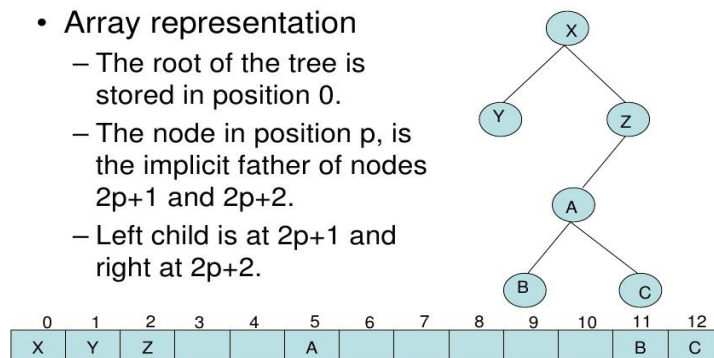 • Array representation
– The root of the tree is
stored in position 0.
– The node in position p, is
the implicit father of nodes
2p+1 and 2p+2.
– Left child is at 2p+1 and
right at 2p+2.
X
Y Z
A
B C
0 1 2 3 4 5 6 7 8 9 10 11 12
X Y Z A B C